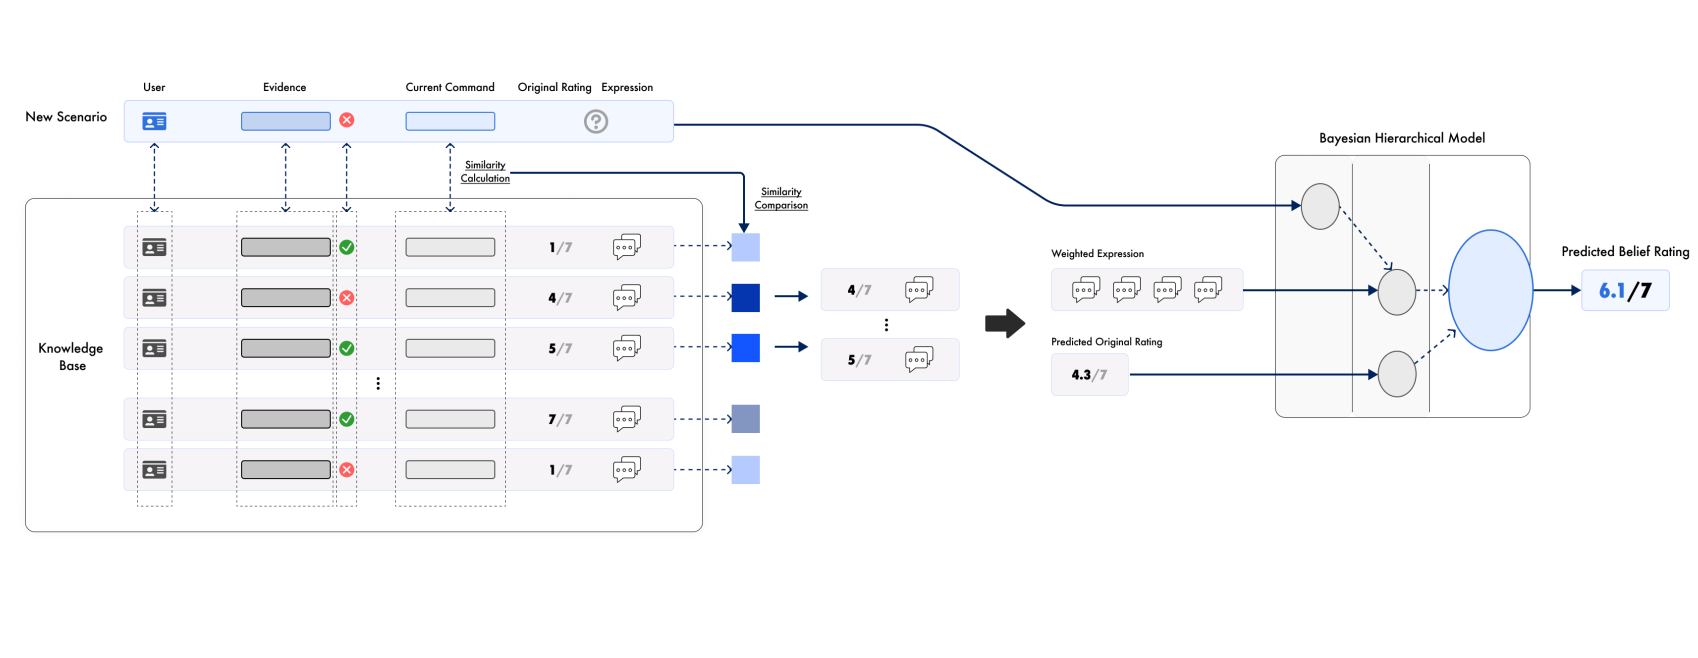 User Evidence Current Command Original Rating Expression
New Scenario
Bayesian Hierarchical Model
Similarity
Calculation
Similarity
Comparison
1/7
Weighted Expression
Predicted Belief Rating
4/7
4/7
6.1/7
Knowledge
Base
5/7
5/7
Predicted Original Rating
4.3/7
7/7
1/7